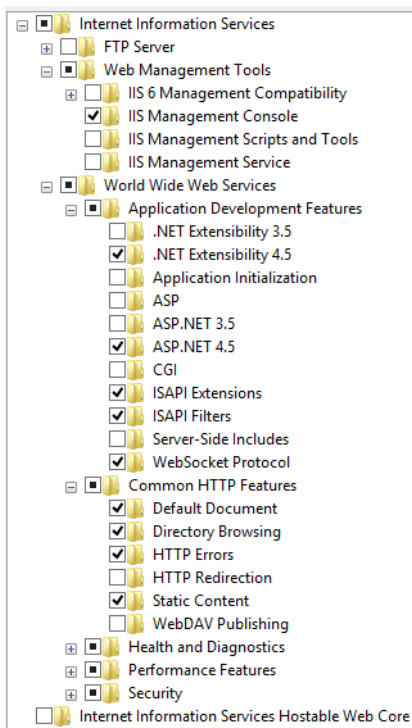 Internet Information Services
FTP Server
Web Management Tools
IIS 6 Management Compatibility
IIS Management Console
IIS Management Scripts and Tools
IIS Management Service
World Wide Web Services
Application Development Features
.NET Extensibility 3.5
.NET Extensibility 4.5
Application Initialization
ASP
ASP.NET 3.5
ASP.NET 4.5
CGI
ISAPI Extensions
ISAPI Filters
Server-Side Includes
WebSocket Protocol
Common HTTP Features
Default Document
Directory Browsing
HTTP Errors
HTTP Redirection
Static Content
WebDAV Publishing
Health and Diagnostics
Performance Features
Security
Internet Information Services Hostable Web Core